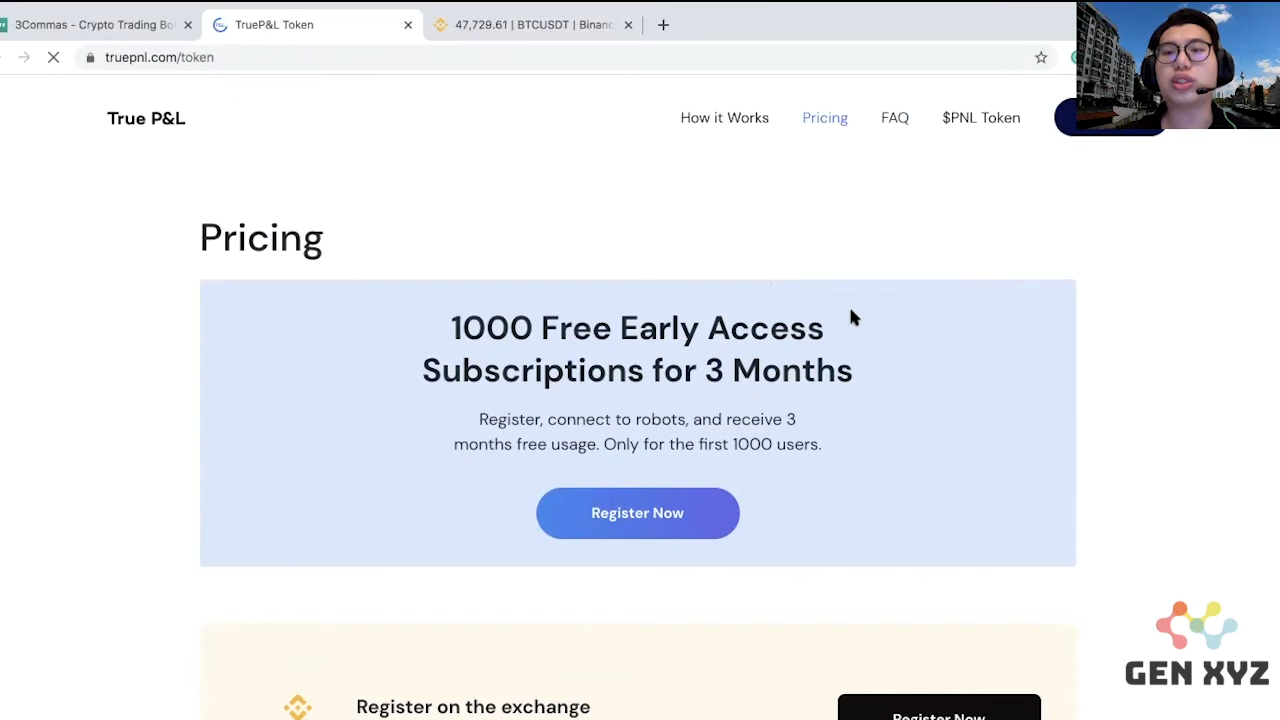 3Commas - Crypto Trading Bo
TrueP&L Token
47,729.61 | BTCUSDT | Binanc
truepnl.com/token
True P&L
How it Works
Pricing
FAQ
$PNL Token
Pricing
1000 Free Early Access
Subscriptions for 3 Months
Register, connect to robots, and receive 3
months free usage. Only for the first 1000 users.
Register Now
Register on the exchange
Register Now
GEN XYZ